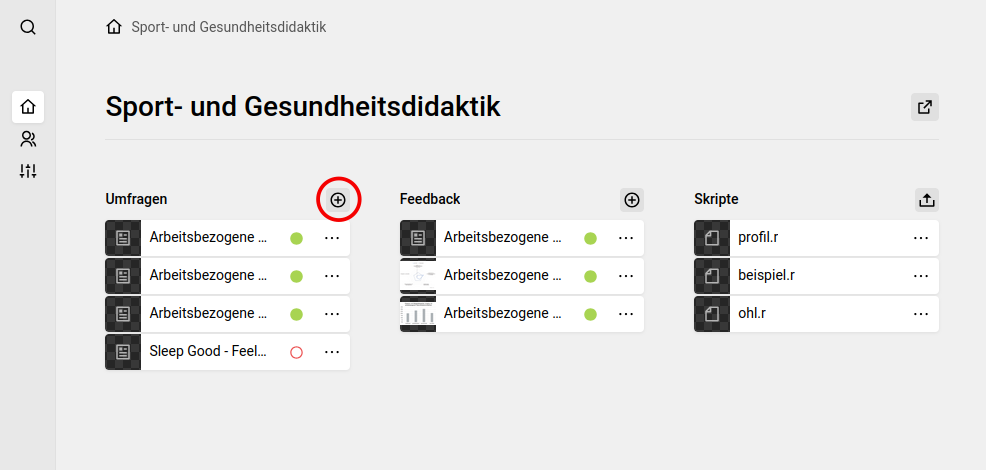 Sport- und Gesundheitsdidaktik
Sport- und Gesundheitsdidaktik
Umfragen
Arbeitsbezogene ...
Arbeitsbezogene ...
Arbeitsbezogene ...
Sleep Good - Feel...
Feedback
Arbeitsbezogene ...
Arbeitsbezogene ...
Arbeitsbezogene ...
Skripte
profil.r
beispiel.r
ohl.r